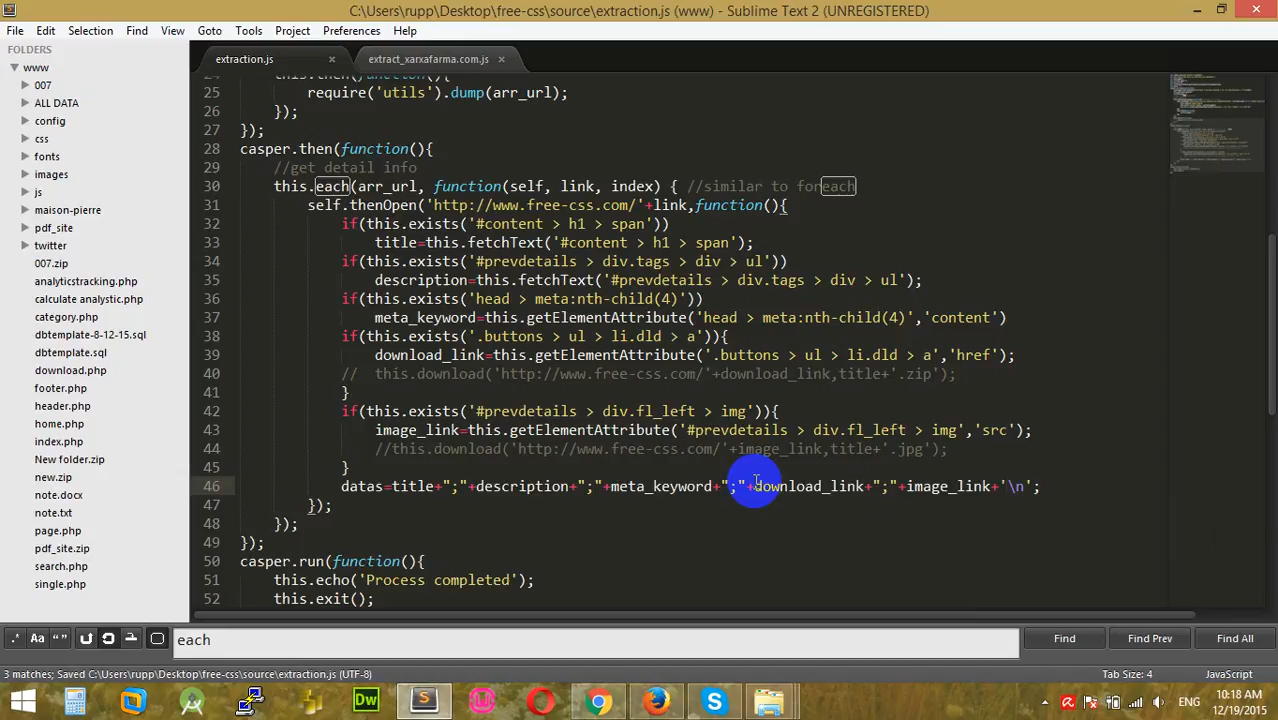 C:\Users\rupp\Desktop\free-css\source\extraction.js (www) - Sublime Text 2 (UNREGISTERED)
File Edit Selection Find View Goto Tools Project Preferences Help
FOLDERS
www
007
ALL DATA
config
css
fonts
images
js
maison-pierre
pdf_site
twitter
007.zip
analyticstracking.php
calculate analystic.php
category.php
dbtemplate-8-12-15.sql
dbtemplate.sql
download.php
footer.php
header.php
home.php
index.php
New folder.zip
new.zip
note.docx
note.txt
page.php
pdf_site.zip
search.php
single.php
extraction.js × extract_xarxafarma.com.js ×
24 this.then(function(){
25 require('utils').dump(arr_url);
26 });
27 });
28 casper.then(function(){
29 //get detail info
30 this.each(arr_url, function(self, link, index) { //similar to foreach
31 self.thenOpen('http://www.free-css.com/'+link,function(){
32 if(this.exists('#content > h1 > span'))
33 title=this.fetchText('#content > h1 > span');
34 if(this.exists('#prevdetails > div.tags > div > ul'))
35 description=this.fetchText('#prevdetails > div.tags > div > ul');
36 if(this.exists('head > meta:nth-child(4)'))
37 meta_keyword=this.getElementAttribute('head > meta:nth-child(4)','content')
38 if(this.exists('.buttons > ul > li.dld > a')){
39 download_link=this.getElementAttribute('.buttons > ul > li.dld > a','href');
40 // this.download('http://www.free-css.com/'+download_link,title+'.zip');
41 }
42 if(this.exists('#prevdetails > div.fl_left > img')){
43 image_link=this.getElementAttribute('#prevdetails > div.fl_left > img','src');
44 //this.download('http://www.free-css.com/'+image_link,title+'.jpg');
45 }
46 datas=title+";"+description+";"+meta_keyword+";"+download_link+";"+image_link+'\n';
47 });
48 });
49 });
50 casper.run(function(){
51 this.echo('Process completed');
52 this.exit();
.* Aa “ ” each Find Find Prev Find All
3 matches; Saved C:\Users\rupp\Desktop\free-css\source\extraction.js (UTF-8) Tab Size: 4 JavaScript
Dw ENG 10:18 AM
12/19/2015